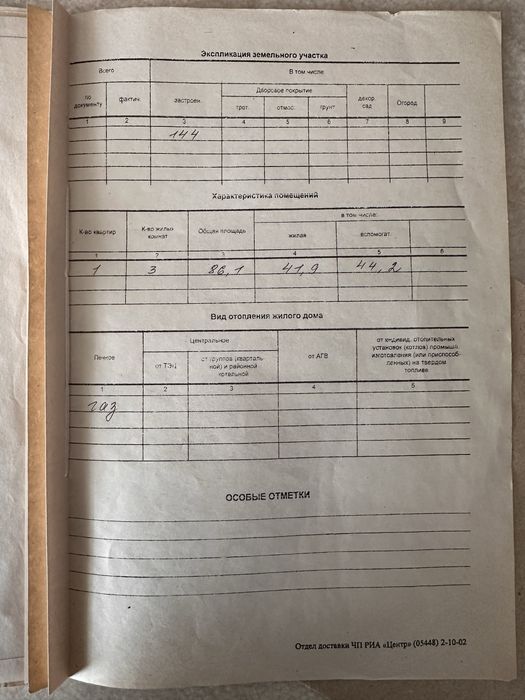 Экспликация земельного участка
Всего В том числе
по документу фактич. застроен. Дворовое покрытие декор. сад Огород
трот. отмос. грунт
1 2 3 4 5 6 7 8 9
144
Характеристика помещений
К-во квартир К-во жилых комнат Общая площадь в том числе:
жилая вспомогат.
1 2 4 5 6
1 3 86,1 41,9 44,2
Вид отопления жилого дома
Печное Центральное от АГВ от индивид. отопительных
установок (котлов) промышл.
изготовления (или приспособ-
ленных) на твердом
топливе
от ТЭЦ от группов (кварталь-
ной) и районной
котельной
1 2 3 4 5
газ
ОСОБЫЕ ОТМЕТКИ
Отдел доставки ЧП РИА «Центр» (05448) 2-10-02